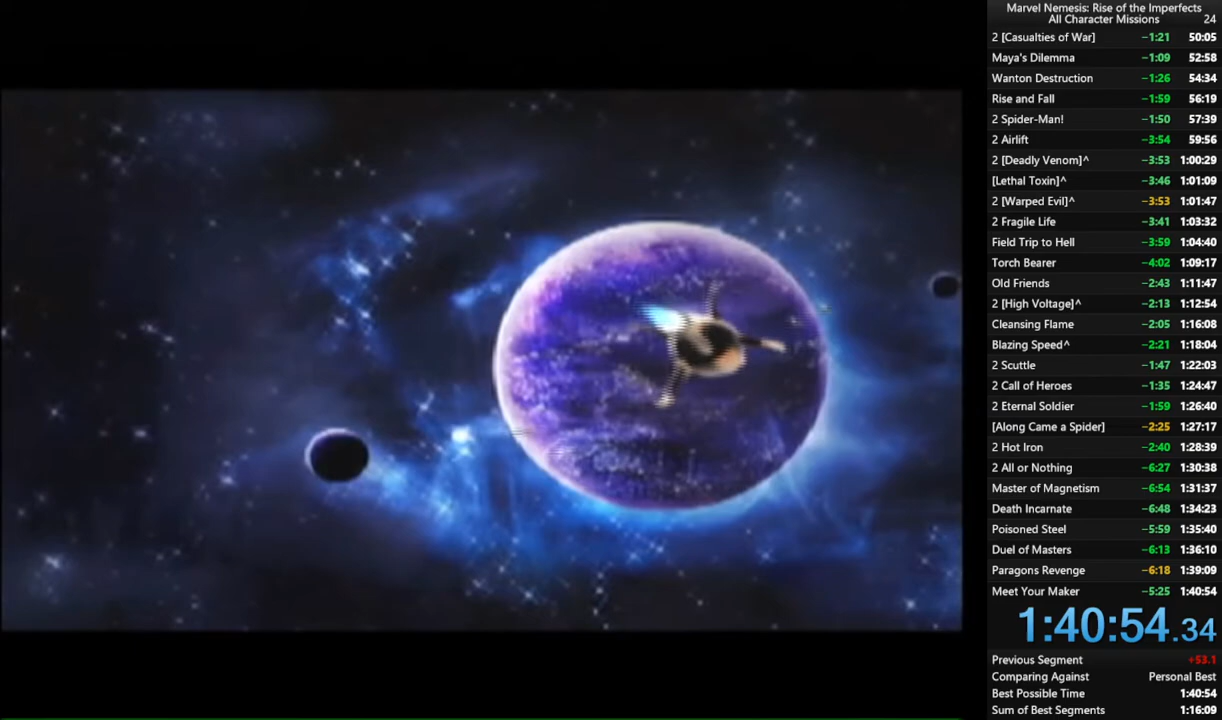 Marvel Nemesis: Rise of the Imperfects
All Character Missions 24
2 [Casualties of War] −1:21 50:05
Maya's Dilemma −1:09 52:58
Wanton Destruction −1:26 54:34
Rise and Fall −1:59 56:19
2 Spider-Man! −1:50 57:39
2 Airlift −3:54 59:56
2 [Deadly Venom]^ −3:53 1:00:29
[Lethal Toxin]^ −3:46 1:01:09
2 [Warped Evil]^ −3:53 1:01:47
2 Fragile Life −3:41 1:03:32
Field Trip to Hell −3:59 1:04:40
Torch Bearer −4:02 1:09:17
Old Friends −2:43 1:11:47
2 [High Voltage]^ −2:13 1:12:54
Cleansing Flame −2:05 1:16:08
Blazing Speed^ −2:21 1:18:04
2 Scuttle −1:47 1:22:03
2 Call of Heroes −1:35 1:24:47
2 Eternal Soldier −1:59 1:26:40
[Along Came a Spider] −2:25 1:27:17
2 Hot Iron −2:40 1:28:39
2 All or Nothing −6:27 1:30:38
Master of Magnetism −6:54 1:31:37
Death Incarnate −6:48 1:34:23
Poisoned Steel −5:59 1:35:40
Duel of Masters −6:13 1:36:10
Paragons Revenge −6:18 1:39:09
Meet Your Maker −5:25 1:40:54
1:40:54.34
Previous Segment +53.1
Comparing Against Personal Best
Best Possible Time 1:40:54
Sum of Best Segments 1:16:09